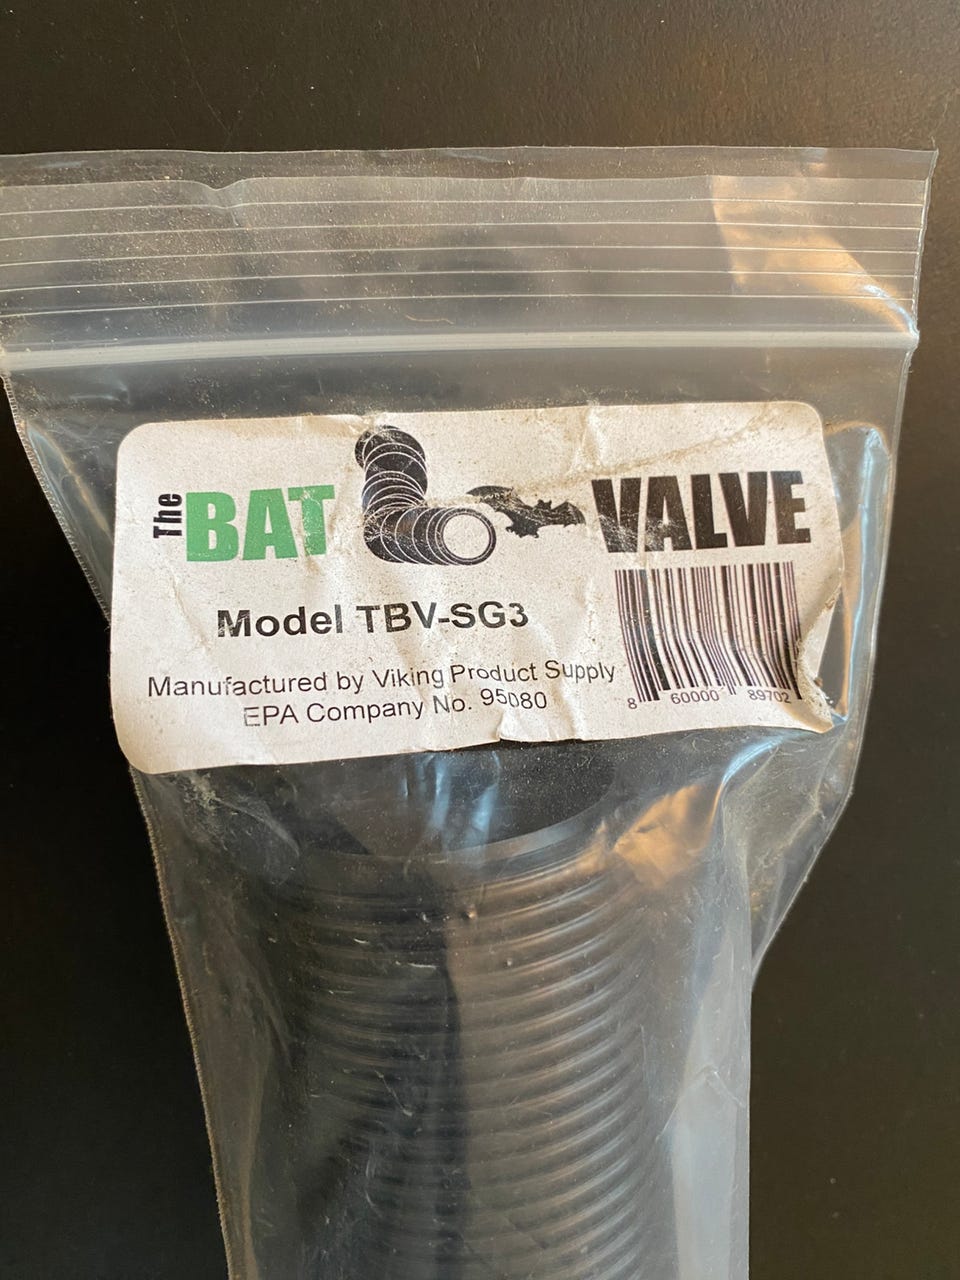 The BAT VALVE
Model TBV-SG3
Manufactured by Viking Product Supply
EPA Company No. 95080
8 60000 89702